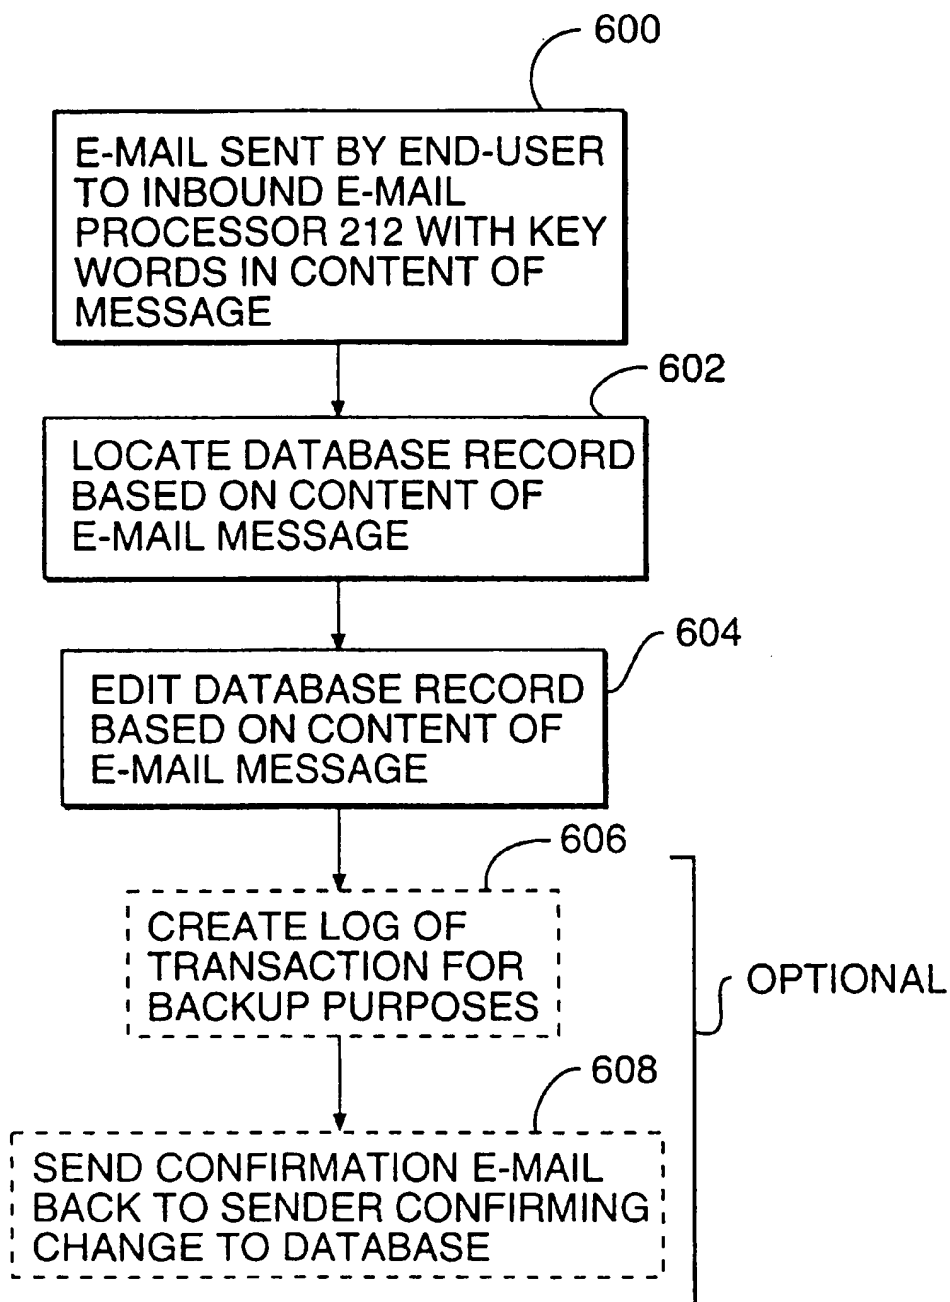 600
E-MAIL SENT BY END-USER
TO INBOUND E-MAIL
PROCESSOR 212 WITH KEY
WORDS IN CONTENT OF
MESSAGE
602
LOCATE DATABASE RECORD
BASED ON CONTENT OF
E-MAIL MESSAGE
604
EDIT DATABASE RECORD
BASED ON CONTENT OF
E-MAIL MESSAGE
606
CREATE LOG OF
TRANSACTION FOR
BACKUP PURPOSES
OPTIONAL
608
SEND CONFIRMATION E-MAIL
BACK TO SENDER CONFIRMING
CHANGE TO DATABASE